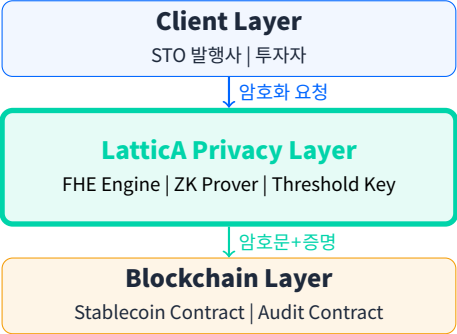 Client Layer
STO 발행사 | 투자자
암호화 요청
LatticA Privacy Layer
FHE Engine | ZK Prover | Threshold Key
암호문+증명
Blockchain Layer
Stablecoin Contract | Audit Contract